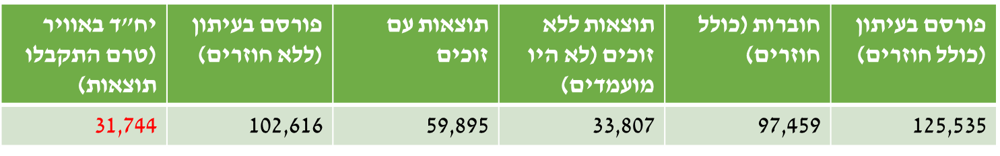 פורסם בעיתון
(כולל חוזרים)
חוברות (כולל
חוזרים)
תוצאות ללא
זוכים (לא היו
מועמדים)
תוצאות עם
זוכים
פורסם בעיתון
(ללא חוזרים)
יח״ד באוויר
(טרם התקבלו
תוצאות)
125,535
97,459
33,807
59,895
102,616
31,744